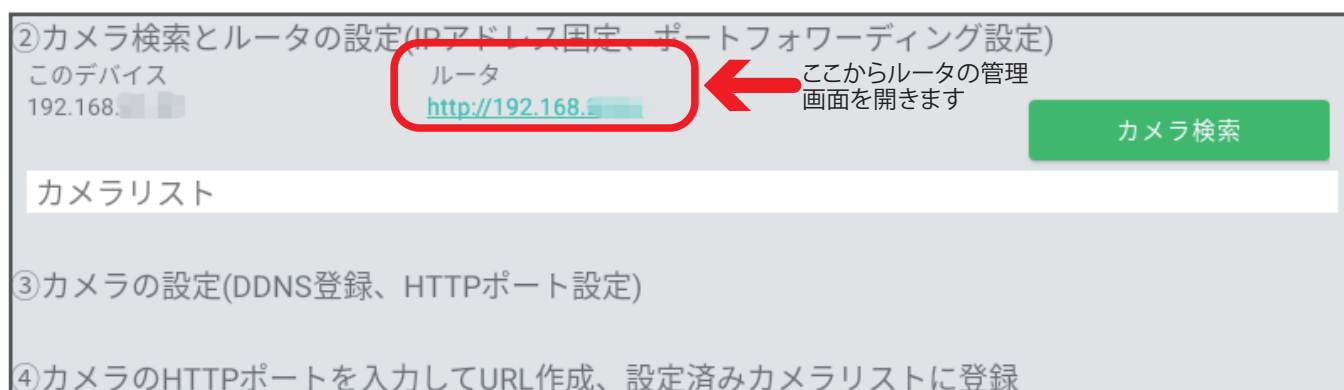 ②カメラ検索とルータの設定(IPアドレス固定、ポートフォワーディング設定)
このデバイス
ルータ
192.168.
http://192.168.
ここからルータの管理
画面を開きます
カメラ検索
カメラリスト
③カメラの設定(DDNS登録、HTTPポート設定)
④カメラのHTTPポートを入力してURL作成、設定済みカメラリストに登録